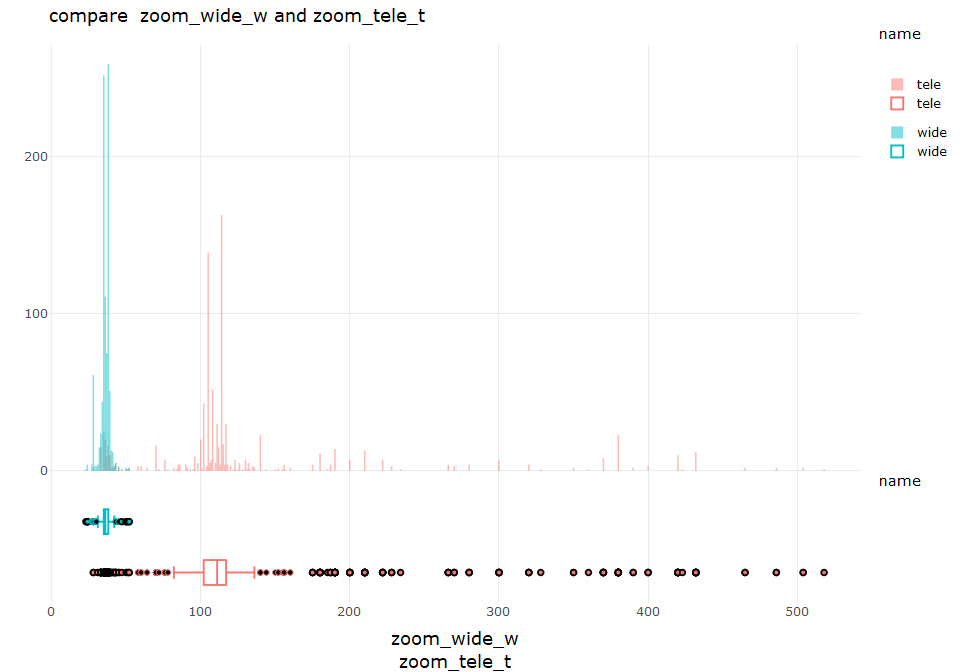 compare zoom_wide_w and zoom_tele_t
name
tele
tele
wide
wide
200
100
0
name
0 100 200 300 400 500
zoom_wide_w
zoom_tele_t